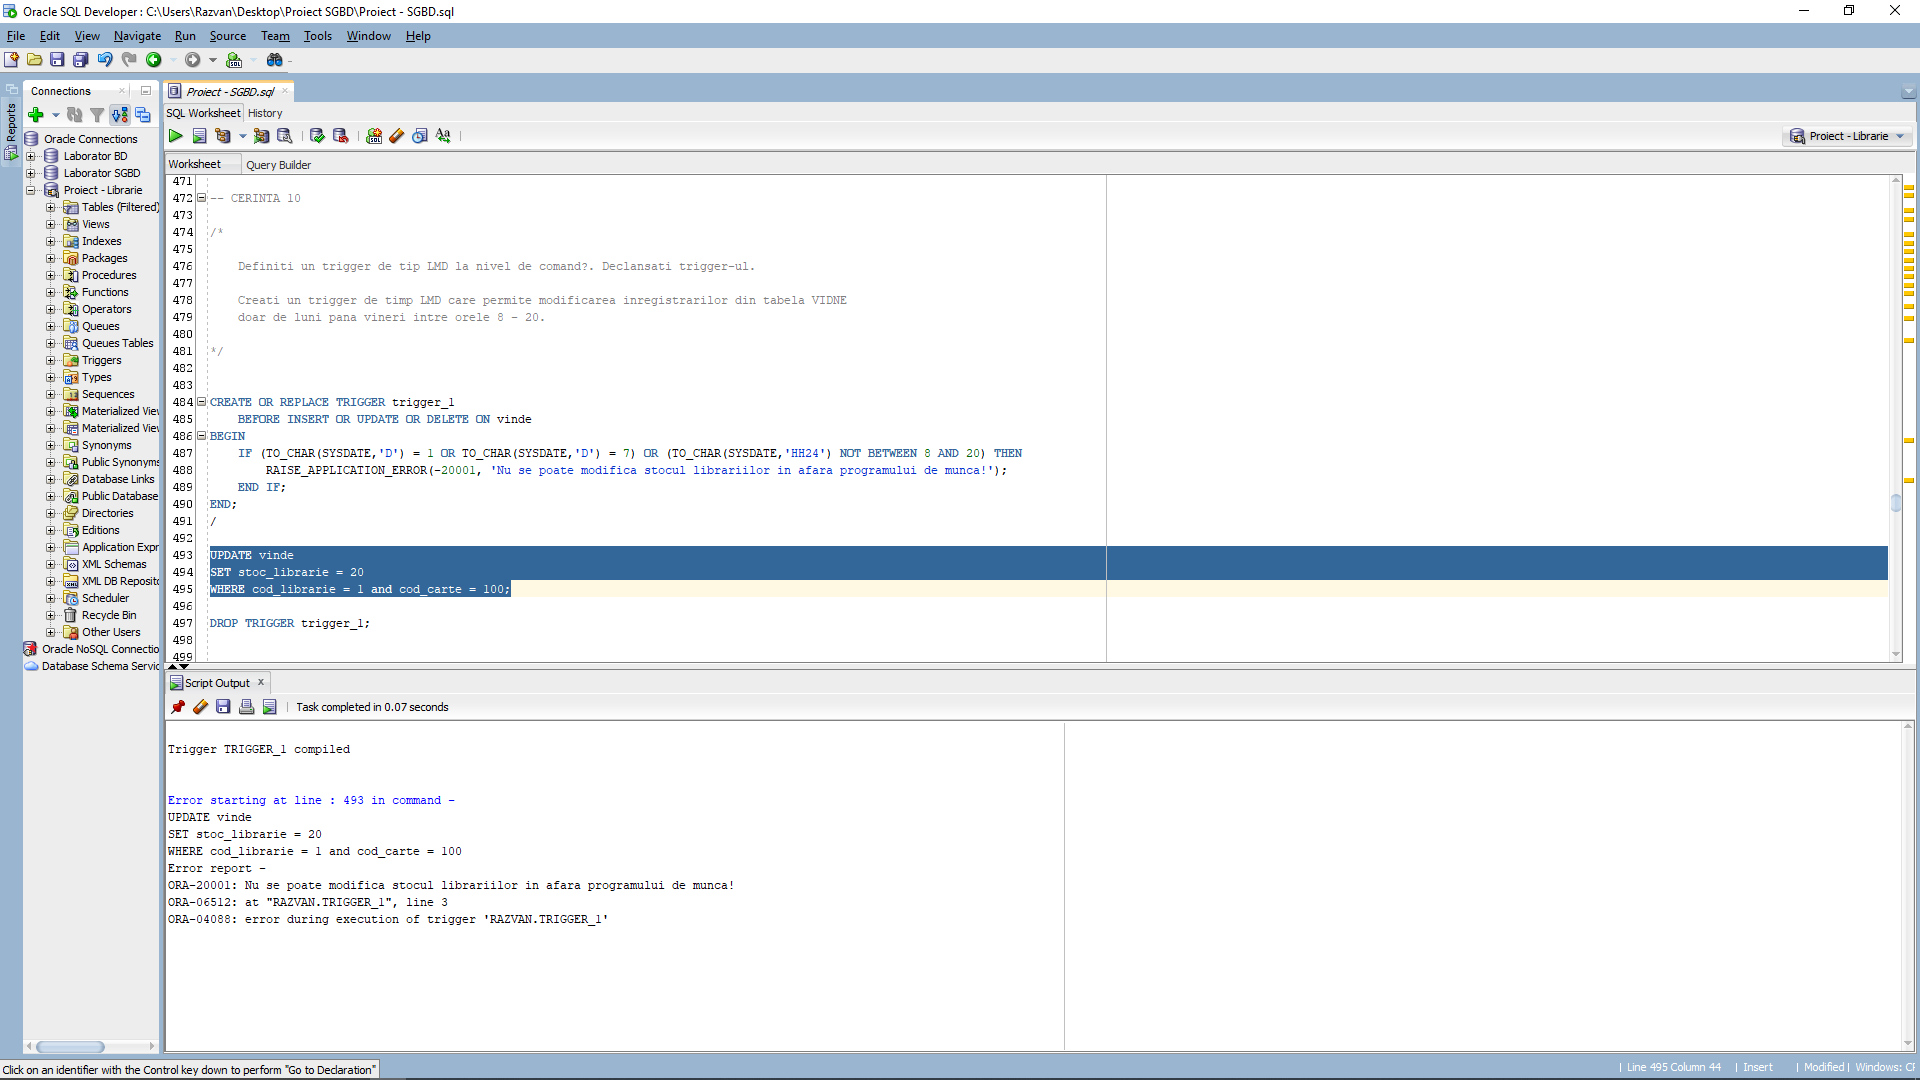 Oracle SQL Developer : C:\Users\Razvan\Desktop\Proiect SGBD\Proiect - SGBD.sql
File Edit View Navigate Run Source Team Tools Window Help
Reports
Connections
Oracle Connections
Laborator BD
Laborator SGBD
Proiect - Librarie
Tables (Filtered)
Views
Indexes
Packages
Procedures
Functions
Operators
Queues
Queues Tables
Triggers
Types
Sequences
Materialized Vie
Materialized Vie
Synonyms
Public Synonyms
Database Links
Public Database
Directories
Editions
Application Expr
XML Schemas
XML DB Reposito
Scheduler
Recycle Bin
Other Users
Oracle NoSQL Connectio
Database Schema Servic
Proiect - SGBD.sql
SQL Worksheet History
Proiect - Librarie
Worksheet Query Builder
471
472 -- CERINTA 10
473
474 /*
475
476 Definiti un trigger de tip LMD la nivel de comand?. Declansati trigger-ul.
477
478 Creati un trigger de timp LMD care permite modificarea inregistrarilor din tabela VIDNE
479 doar de luni pana vineri intre orele 8 - 20.
480
481 */
482
483
484 CREATE OR REPLACE TRIGGER trigger_1
485 BEFORE INSERT OR UPDATE OR DELETE ON vinde
486 BEGIN
487 IF (TO_CHAR(SYSDATE,'D') = 1 OR TO_CHAR(SYSDATE,'D') = 7) OR (TO_CHAR(SYSDATE,'HH24') NOT BETWEEN 8 AND 20) THEN
488 RAISE_APPLICATION_ERROR(-20001, 'Nu se poate modifica stocul librariilor in afara programului de munca!');
489 END IF;
490 END;
491 /
492
493 UPDATE vinde
494 SET stoc_librarie = 20
495 WHERE cod_librarie = 1 and cod_carte = 100;
496
497 DROP TRIGGER trigger_1;
498
499
Script Output
Task completed in 0.07 seconds
Trigger TRIGGER_1 compiled
Error starting at line : 493 in command -
UPDATE vinde
SET stoc_librarie = 20
WHERE cod_librarie = 1 and cod_carte = 100
Error report -
ORA-20001: Nu se poate modifica stocul librariilor in afara programului de munca!
ORA-06512: at "RAZVAN.TRIGGER_1", line 3
ORA-04088: error during execution of trigger 'RAZVAN.TRIGGER_1'
Click on an identifier with the Control key down to perform "Go to Declaration"
| Line 495 Column 44 | Insert | Modified | Windows: CF